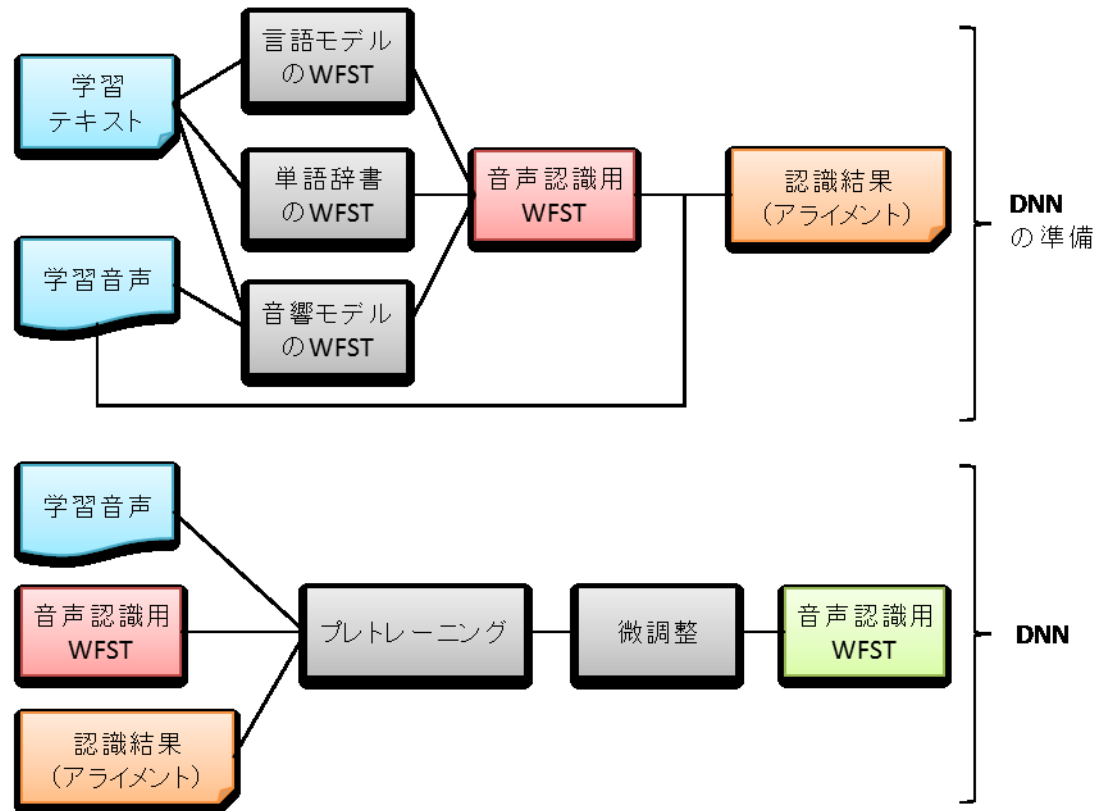 学習
テキスト
言語モデル
のWFST
単語辞書
のWFST
音声認識用
WFST
認識結果
（アライメント）
DNN
の準備
学習音声
音響モデル
のWFST
学習音声
音声認識用
WFST
プレトレーニング
微調整
音声認識用
WFST
DNN
認識結果
（アライメント）